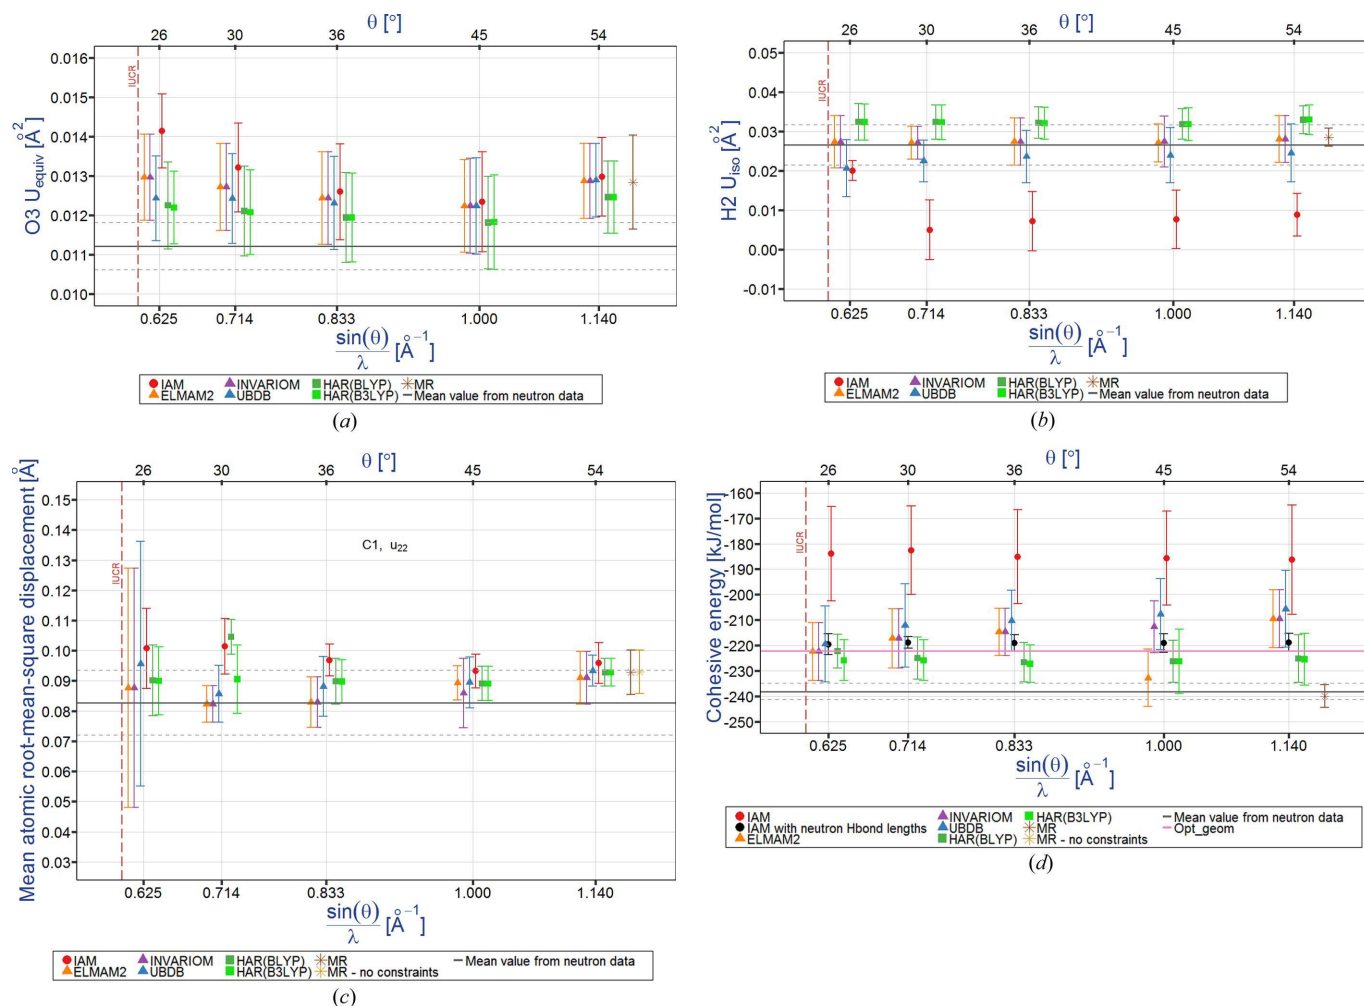 θ [°]
26 30 36 45 54
0.016
0.015
0.014
0.013
0.012
0.011
0.010
O3 Uequiv [Å2]
IUCR
0.625 0.714 0.833 1.000 1.140
sin(θ)
λ [Å−1]
IAM INVARIOM HAR(BLYP) MR
ELMAM2 UBDB HAR(B3LYP) Mean value from neutron data
(a)
θ [°]
26 30 36 45 54
0.05
0.04
0.03
0.02
0.01
0.00
-0.01
H2 Uiso [Å2]
IUCR
0.625 0.714 0.833 1.000 1.140
sin(θ)
λ [Å−1]
IAM INVARIOM HAR(BLYP) MR
ELMAM2 UBDB HAR(B3LYP) Mean value from neutron data
(b)
θ [°]
26 30 36 45 54
0.15
0.14
0.13
0.12
0.11
0.10
0.09
0.08
0.07
0.06
0.05
0.04
0.03
Mean atomic root-mean-square displacement [Å]
IUCR
C1, u22
0.625 0.714 0.833 1.000 1.140
sin(θ)
λ [Å−1]
IAM INVARIOM HAR(BLYP) MR Mean value from neutron data
ELMAM2 UBDB HAR(B3LYP) MR - no constraints
(c)
θ [°]
26 30 36 45 54
-160
-170
-180
-190
-200
-210
-220
-230
-240
-250
Cohesive energy [kJ/mol]
IUCR
0.625 0.714 0.833 1.000 1.140
sin(θ)
λ [Å−1]
IAM INVARIOM HAR(B3LYP) Mean value from neutron data
IAM with neutron Hbond lengths UBDB MR Opt_geom
ELMAM2 HAR(BLYP) MR - no constraints
(d)